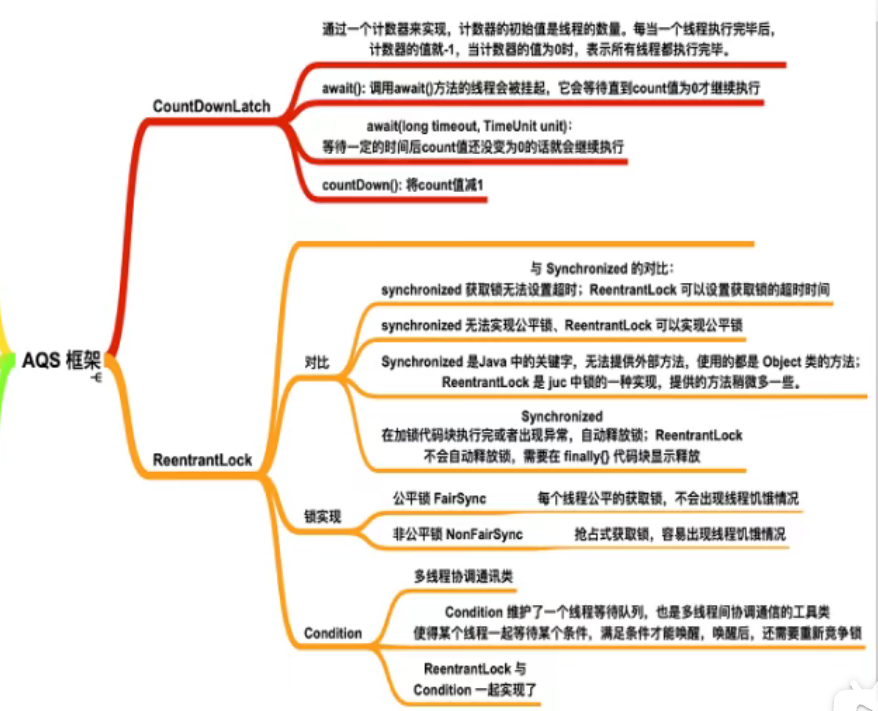 AQS 框架
CountDownLatch
通过一个计数器来实现，计数器的初始值是线程的数量。每当一个线程执行完毕后，
计数器的值就-1，当计数器的值为0时，表示所有线程都执行完毕。
await(): 调用await()方法的线程会被挂起，它会等待直到count值为0才继续执行
await(long timeout, TimeUnit unit)：
等待一定的时间后count值还没变为0的话就会继续执行
countDown(): 将count值减1
ReentrantLock
对比
与 Synchronized 的对比：
synchronized 获取锁无法设置超时；ReentrantLock 可以设置获取锁的超时时间
synchronized 无法实现公平锁、ReentrantLock 可以实现公平锁
Synchronized 是Java 中的关键字，无法提供外部方法，使用的都是 Object 类的方法；
ReentrantLock 是 juc 中锁的一种实现，提供的方法稍微多一些。
Synchronized
在加锁代码块执行完或者出现异常，自动释放锁；ReentrantLock
不会自动释放锁，需要在 finally{} 代码块显示释放
锁实现
公平锁 FairSync 每个线程公平的获取锁，不会出现线程饥饿情况
非公平锁 NonFairSync 抢占式获取锁，容易出现线程饥饿情况
Condition
多线程协调通讯类
Condition 维护了一个线程等待队列，也是多线程间协调通信的工具类
使得某个线程一起等待某个条件，满足条件才能唤醒，唤醒后，还需要重新竞争锁
ReentrantLock 与
Condition 一起实现了